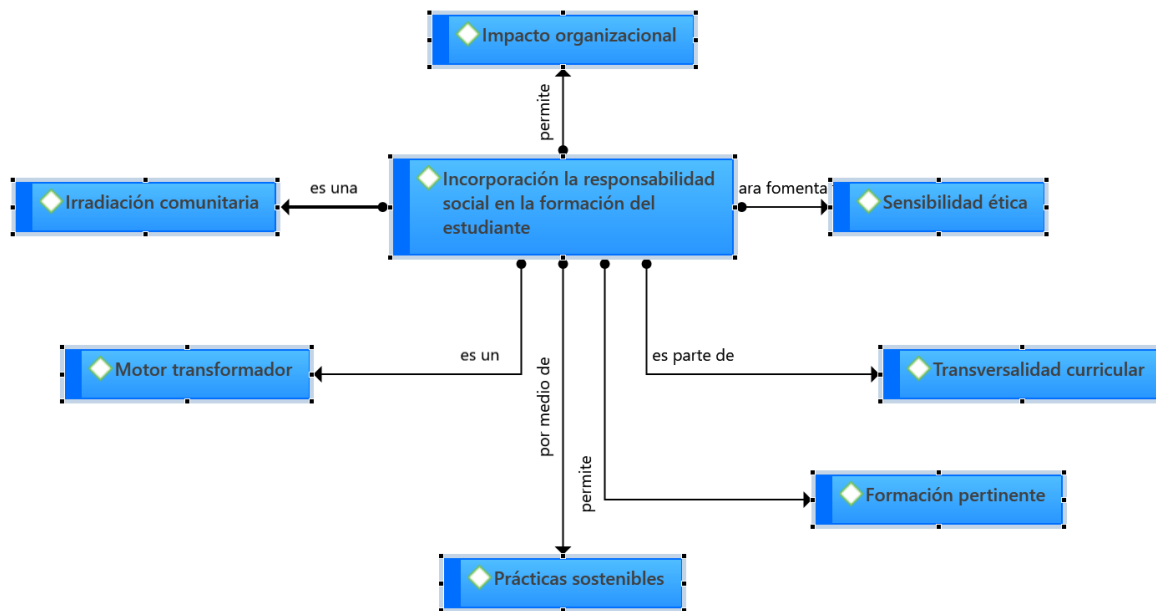 Impacto organizacional
permite
Incorporación la responsabilidad
social en la formación del
estudiante
es una
Irradiación comunitaria
ara fomenta
Sensibilidad ética
es un
Motor transformador
por medio de
es parte de
Transversalidad curricular
permite
Formación pertinente
Prácticas sostenibles